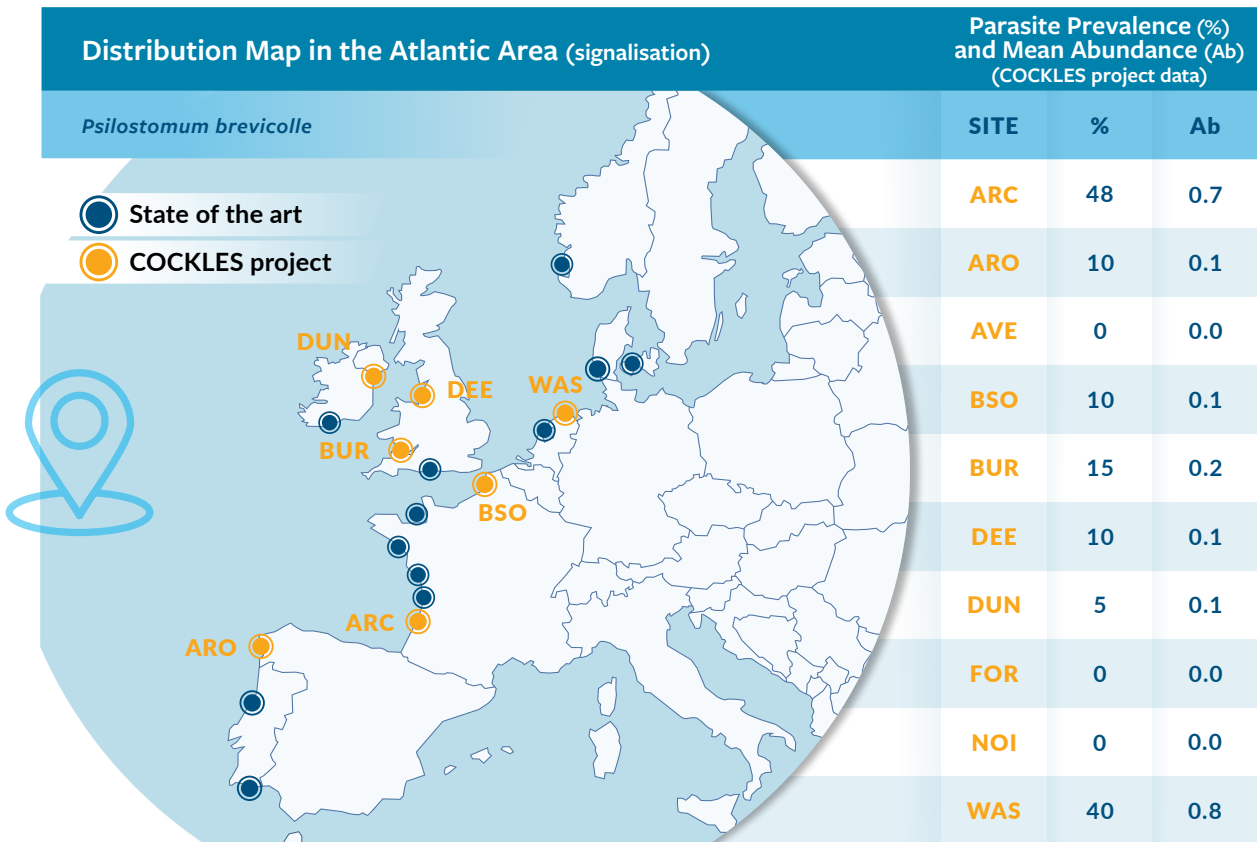 Distribution Map in the Atlantic Area (signalisation)
Parasite Prevalence (%)
and Mean Abundance (Ab)
(COCKLES project data)
Psilostomum brevicolle
SITE % Ab
State of the art
COCKLES project
DUN
DEE
WAS
BUR
BSO
ARC
ARO
ARC 48 0.7
ARO 10 0.1
AVE 0 0.0
BSO 10 0.1
BUR 15 0.2
DEE 10 0.1
DUN 5 0.1
FOR 0 0.0
NOI 0 0.0
WAS 40 0.8